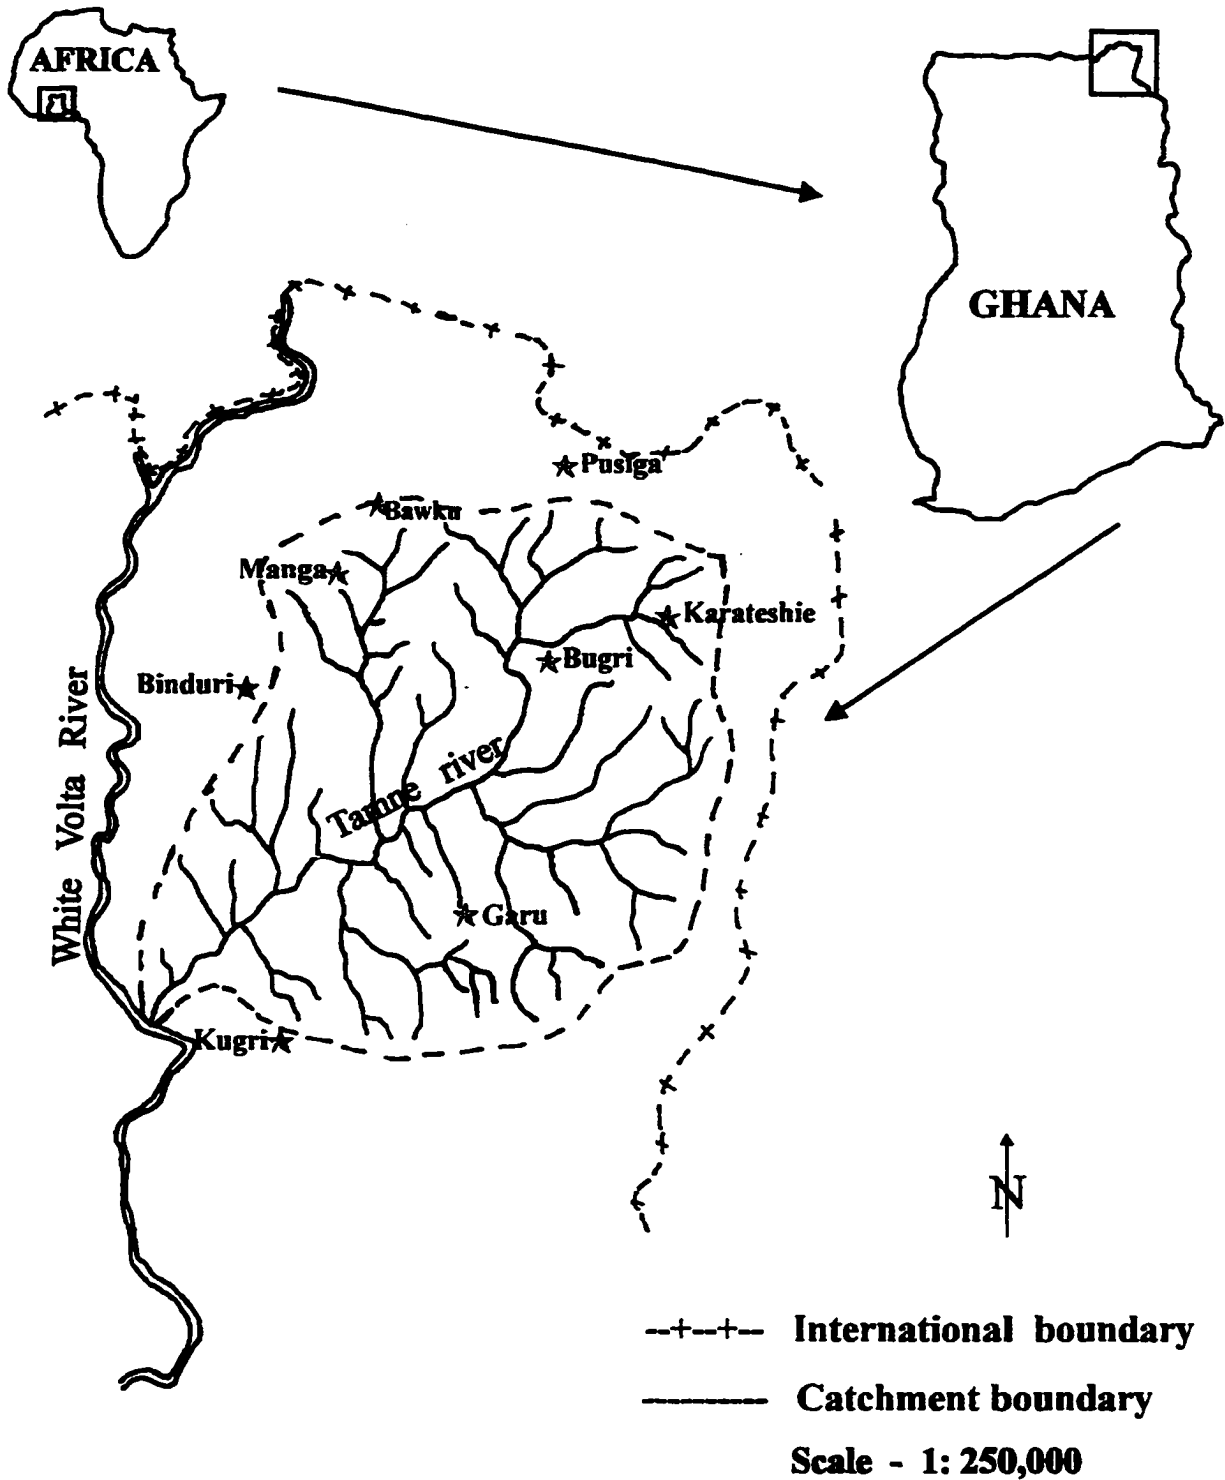 AFRICA
GHANA
Pusiga
Bawku
Manga
Karateshie
Bugri
Binduri
White Volta River
Tamne river
Garu
Kugri
N
--+--+-- International boundary
Catchment boundary
Scale - 1: 250,000